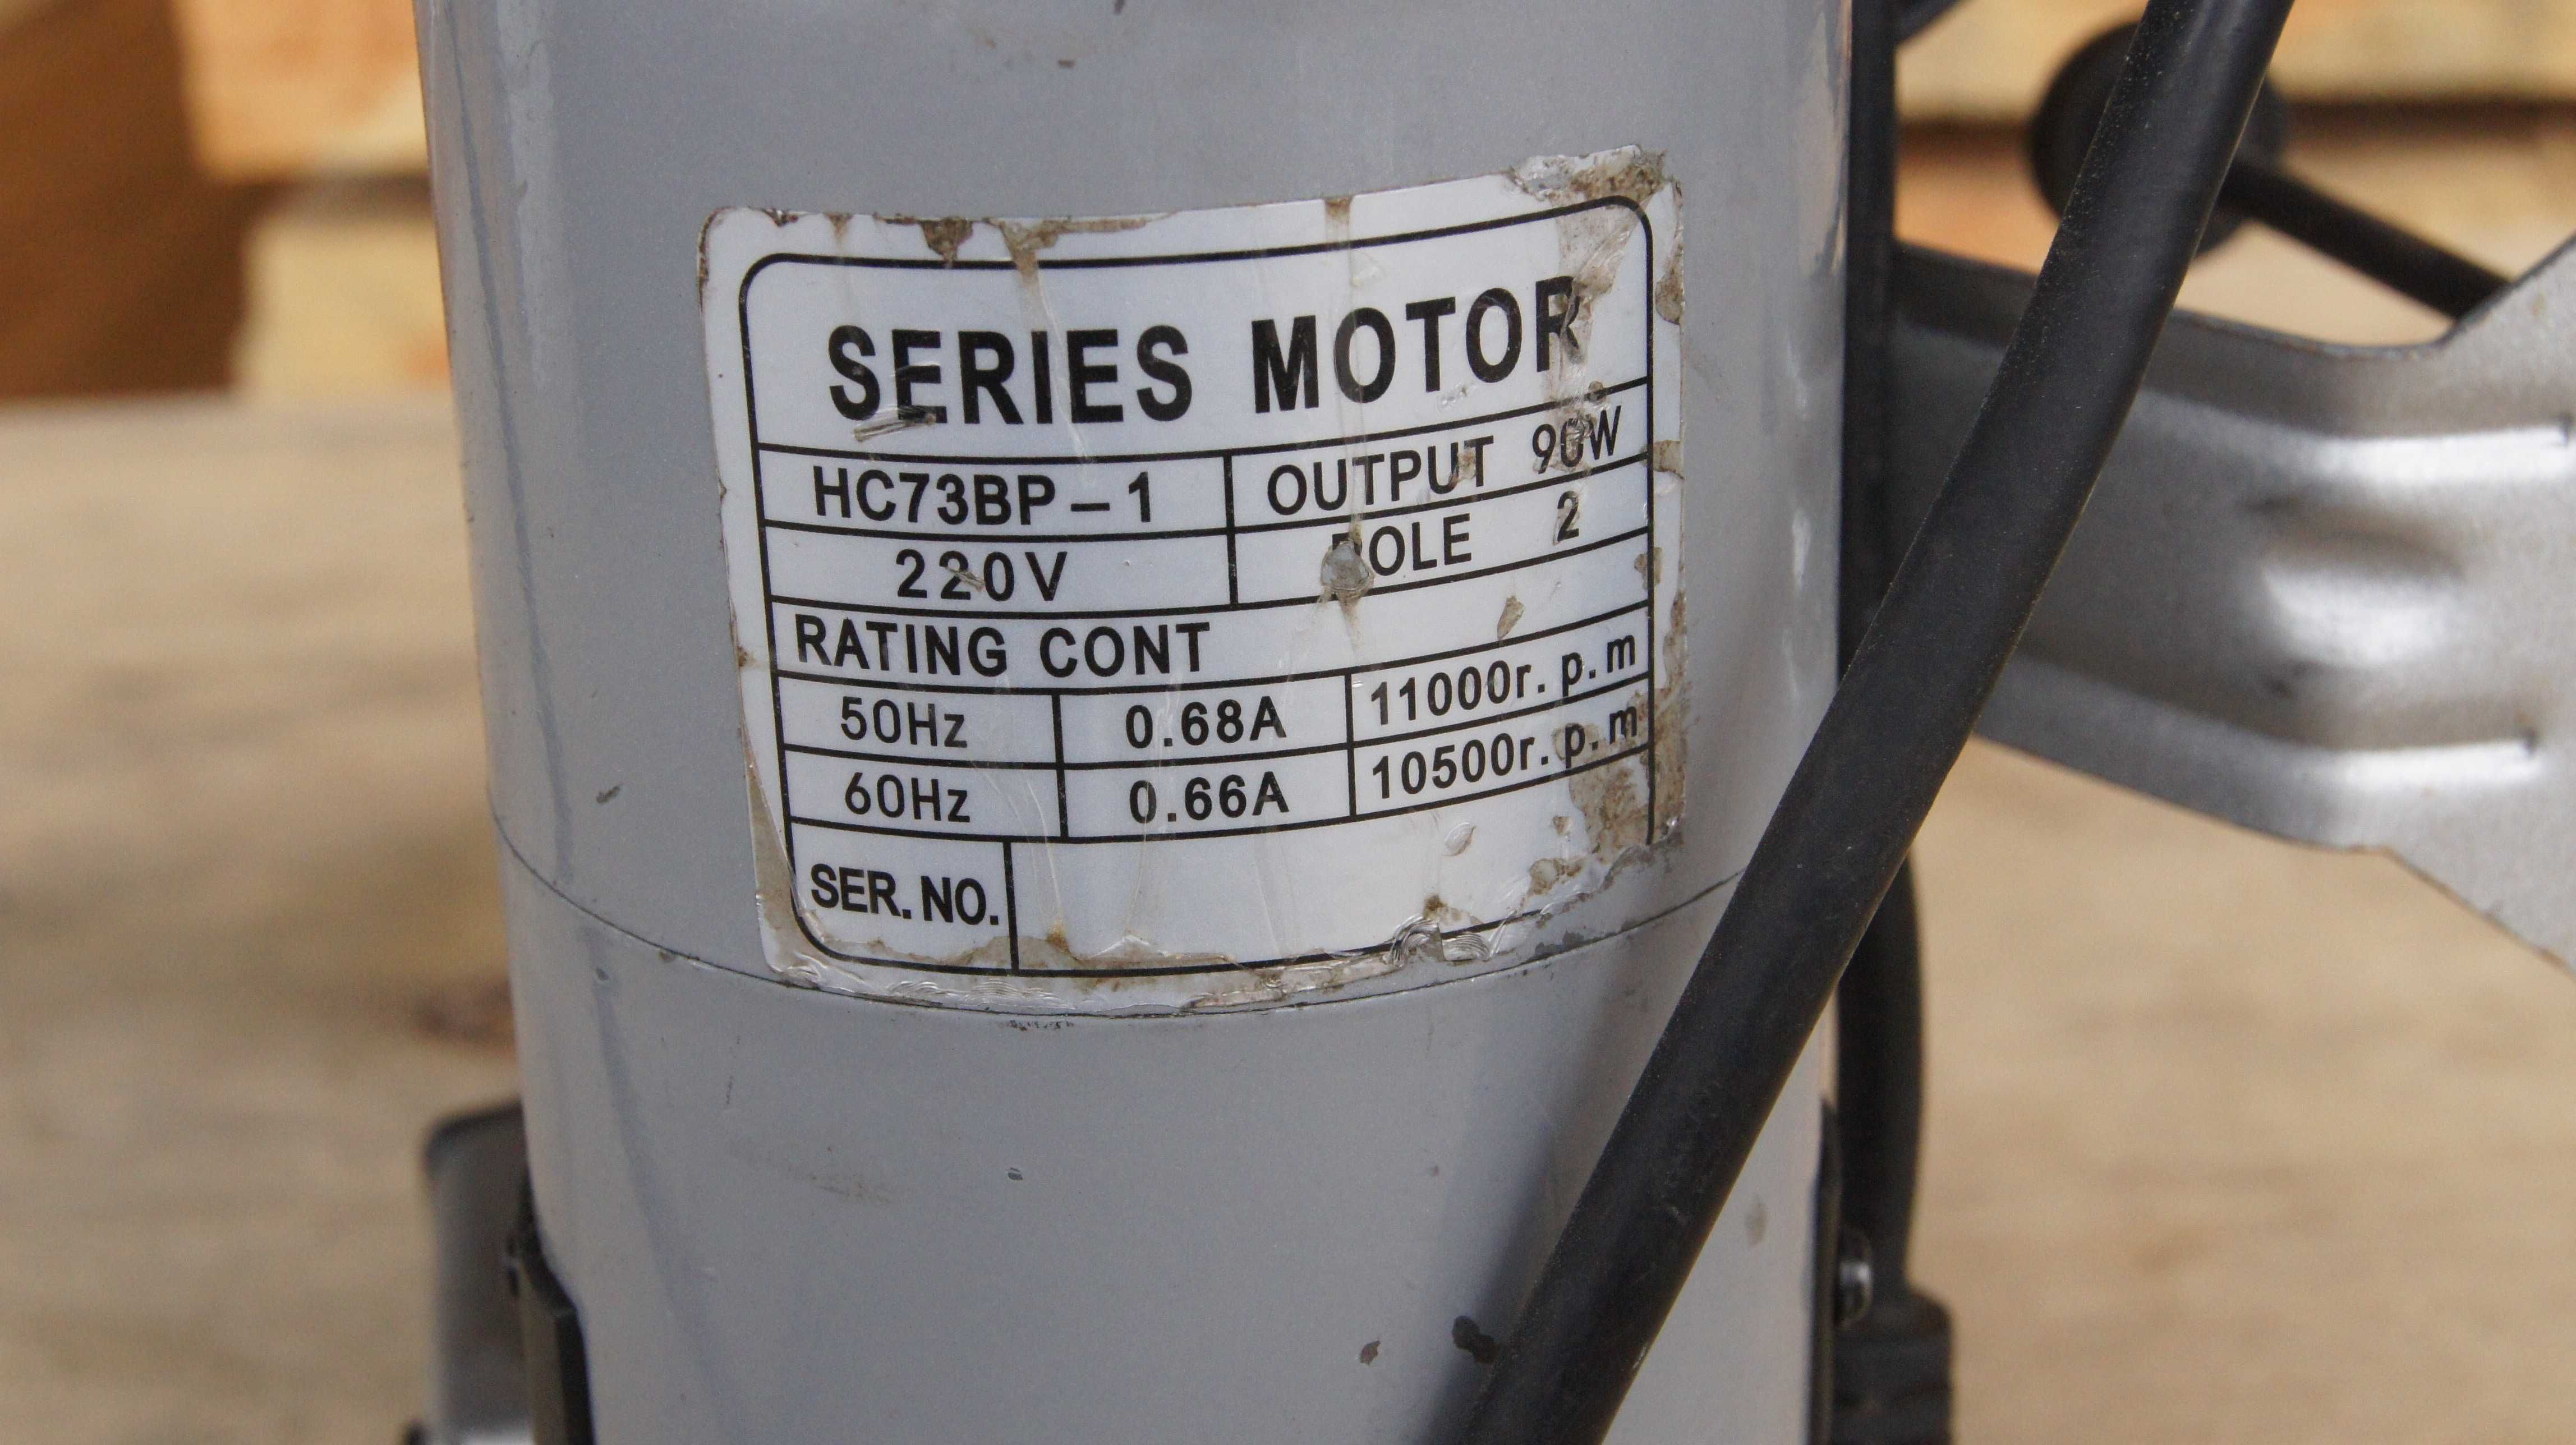 SERIES MOTOR
HC73BP-1 OUTPUT 90W
220V POLE 2
RATING CONT
50Hz 0.68A 11000r.p.m
60Hz 0.66A 10500r.p.m
SER.NO.